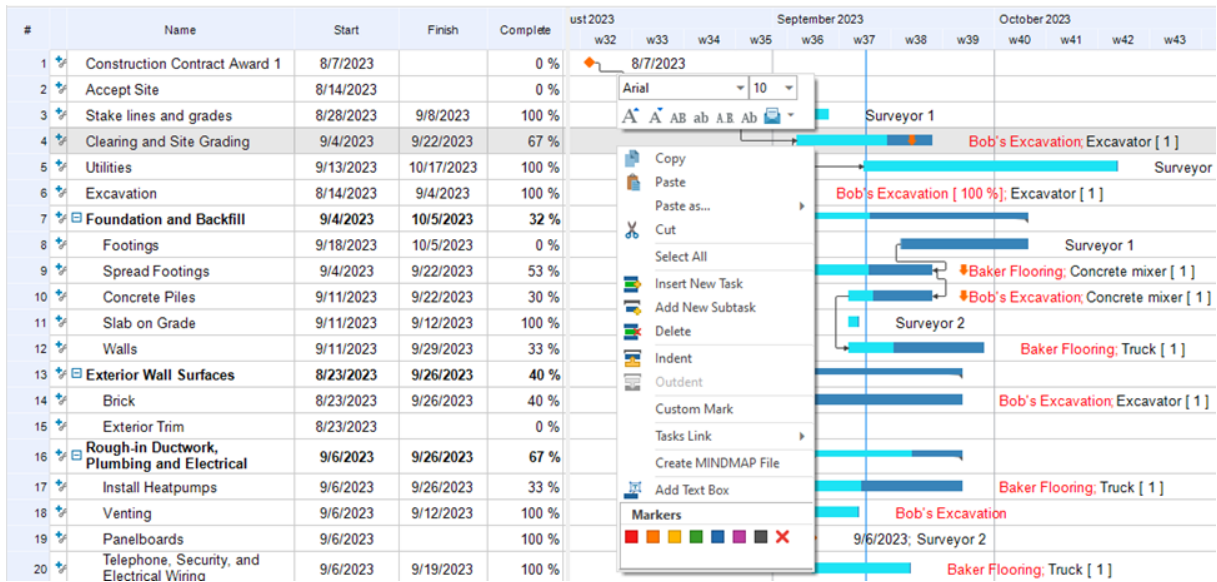 # Name Start Finish Complete ust 2023 September 2023 October 2023
w32 w33 w34 w35 w36 w37 w38 w39 w40 w41 w42 w43
1 Construction Contract Award 1 8/7/2023 0 % 8/7/2023
2 Accept Site 8/14/2023 0 %
Arial 10
A A AB ab A.B. Ab
3 Stake lines and grades 8/28/2023 9/8/2023 100 % Surveyor 1
4 Clearing and Site Grading 9/4/2023 9/22/2023 67 % Bob's Excavation; Excavator [ 1 ]
5 Utilities 9/13/2023 10/17/2023 100 % Surveyor
6 Excavation 8/14/2023 9/4/2023 100 % Bob's Excavation [ 100 %]; Excavator [ 1 ]
7 Foundation and Backfill 9/4/2023 10/5/2023 32 %
8 Footings 9/18/2023 10/5/2023 0 % Surveyor 1
9 Spread Footings 9/4/2023 9/22/2023 53 % Baker Flooring; Concrete mixer [ 1 ]
10 Concrete Piles 9/11/2023 9/22/2023 30 % Bob's Excavation; Concrete mixer [ 1 ]
11 Slab on Grade 9/11/2023 9/12/2023 100 % Surveyor 2
12 Walls 9/11/2023 9/29/2023 33 % Baker Flooring; Truck [ 1 ]
13 Exterior Wall Surfaces 8/23/2023 9/26/2023 40 %
14 Brick 8/23/2023 9/26/2023 40 % Bob's Excavation; Excavator [ 1 ]
15 Exterior Trim 8/23/2023 0 %
16 Rough-in Ductwork,
Plumbing and Electrical 9/6/2023 9/26/2023 67 %
17 Install Heatpumps 9/6/2023 9/26/2023 33 % Baker Flooring; Truck [ 1 ]
18 Venting 9/6/2023 9/12/2023 100 % Bob's Excavation
19 Panelboards 9/6/2023 100 % 9/6/2023; Surveyor 2
20 Telephone, Security, and
Electrical Wiring 9/6/2023 9/19/2023 100 % Baker Flooring; Truck [ 1 ]
Copy
Paste
Paste as...
Cut
Select All
Insert New Task
Add New Subtask
Delete
Indent
Outdent
Custom Mark
Tasks Link
Create MINDMAP File
Add Text Box
Markers